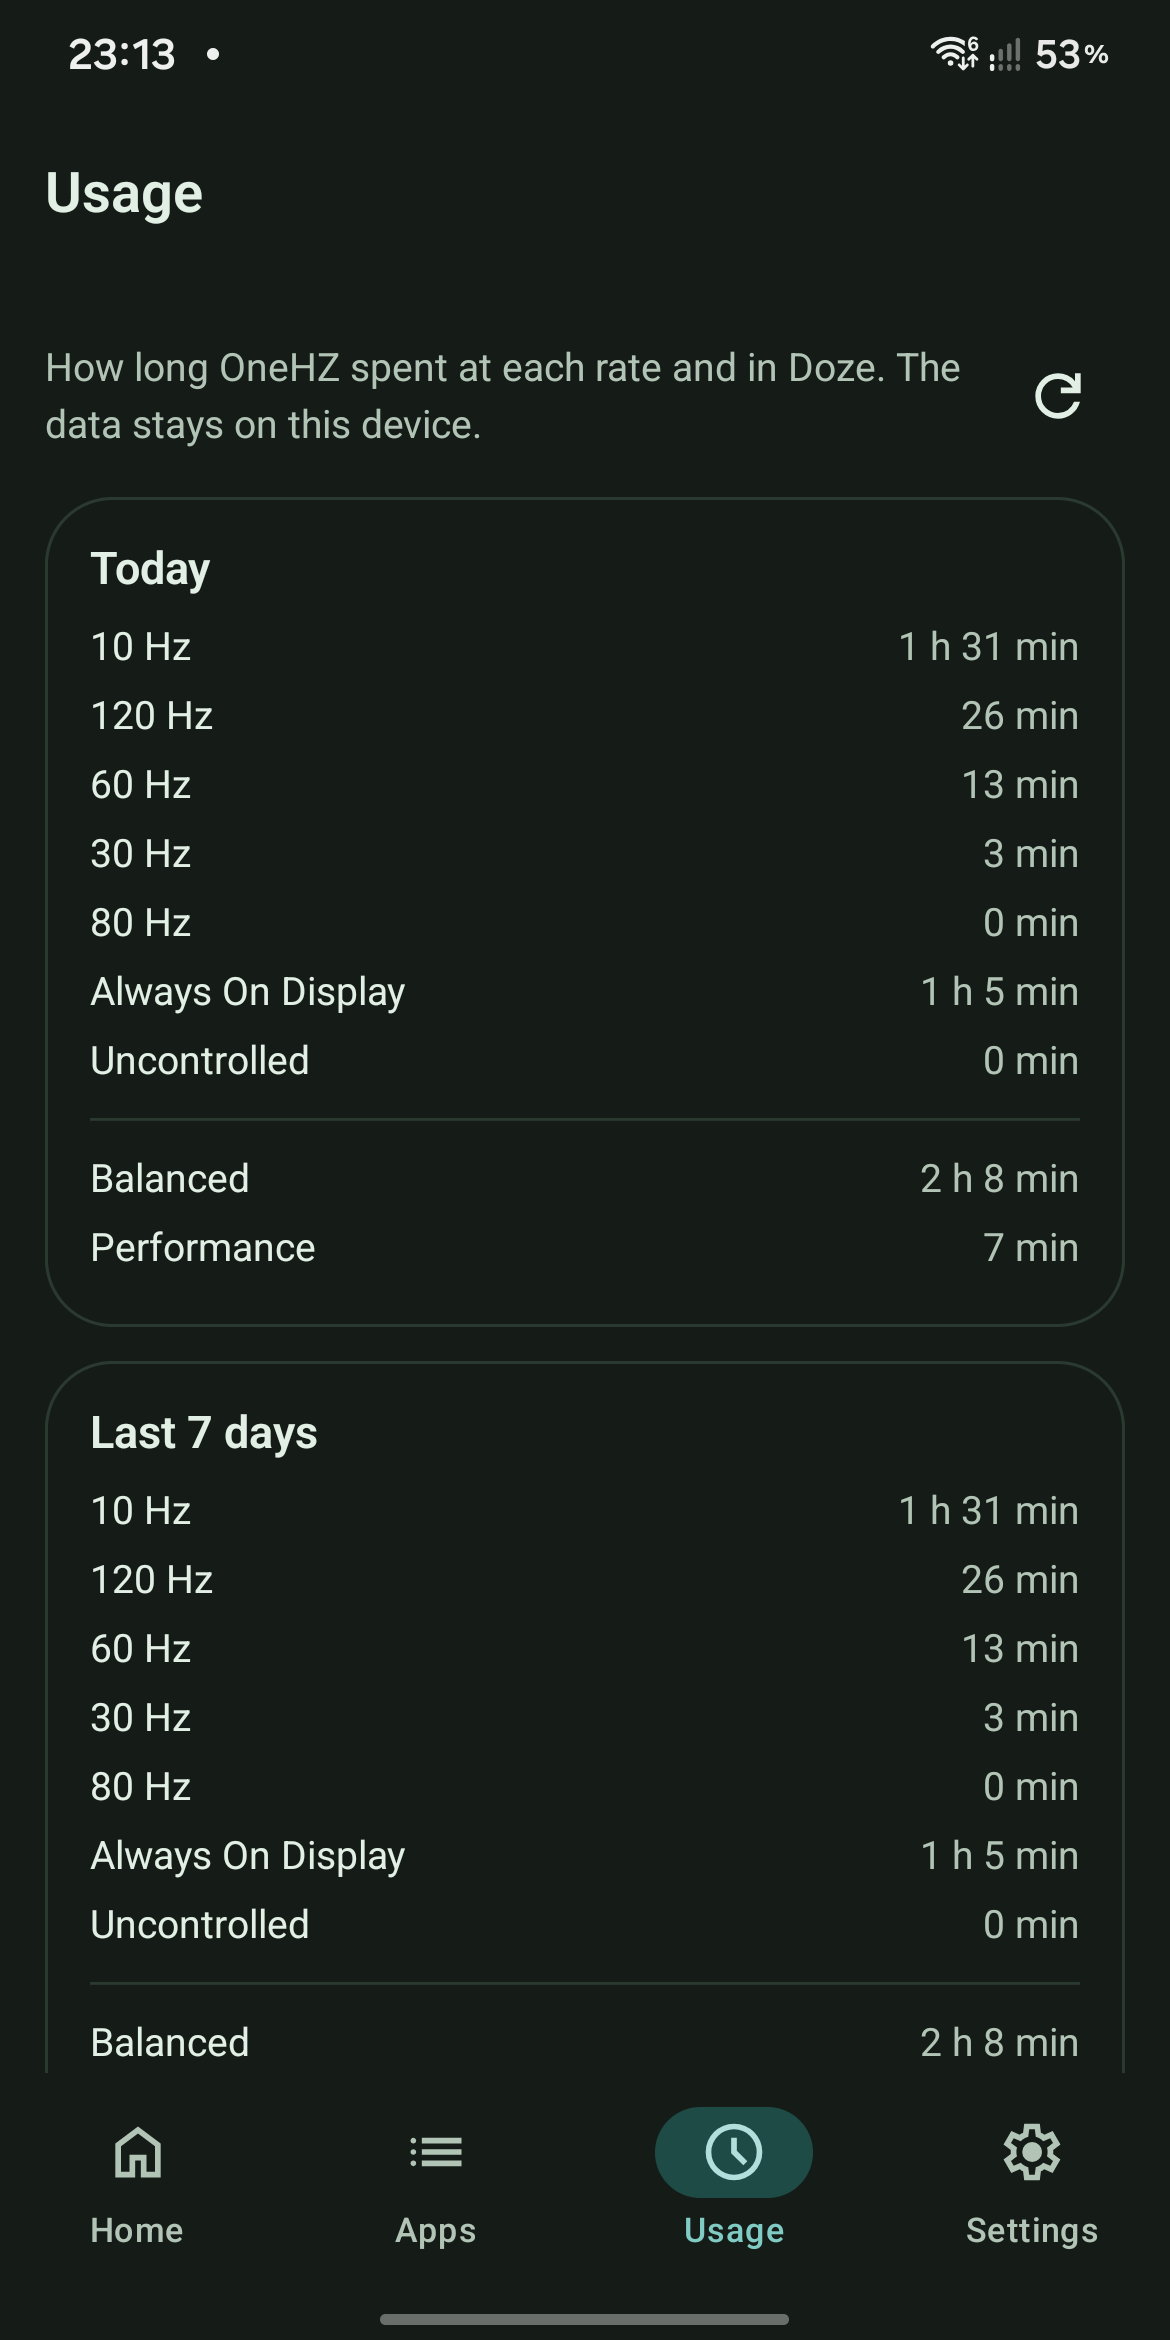 23:13
6
53%
Usage
How long OneHZ spent at each rate and in Doze. The
data stays on this device.
Today
10 Hz 1 h 31 min
120 Hz 26 min
60 Hz 13 min
30 Hz 3 min
80 Hz 0 min
Always On Display 1 h 5 min
Uncontrolled 0 min
Balanced 2 h 8 min
Performance 7 min
Last 7 days
10 Hz 1 h 31 min
120 Hz 26 min
60 Hz 13 min
30 Hz 3 min
80 Hz 0 min
Always On Display 1 h 5 min
Uncontrolled 0 min
Balanced 2 h 8 min
Home Apps Usage Settings